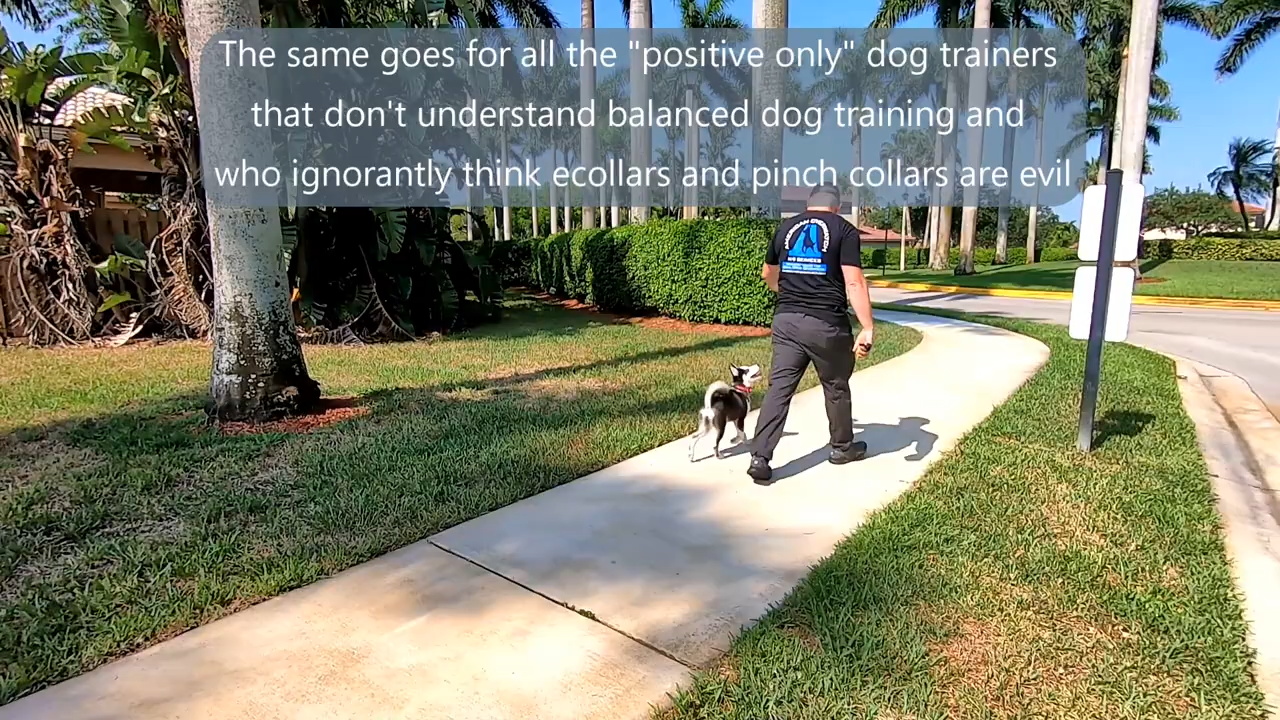 The same goes for all the "positive only" dog trainers
that don't understand balanced dog training and
who ignorantly think ecollars and pinch collars are evil